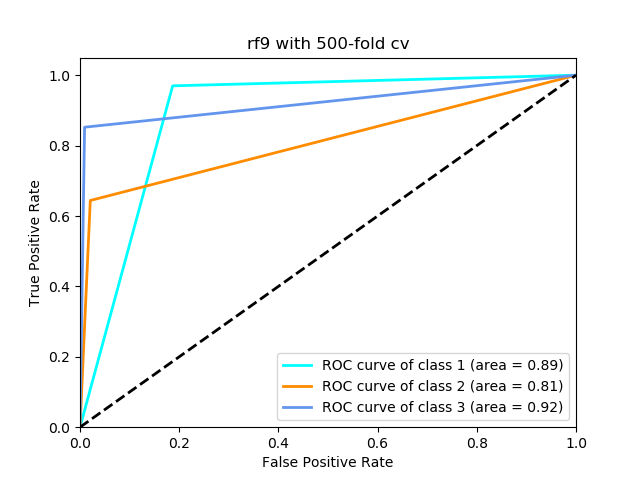 rf9 with 500-fold cv
1.0
0.8
0.6
0.4
0.2
0.0
True Positive Rate
ROC curve of class 1 (area = 0.89)
ROC curve of class 2 (area = 0.81)
ROC curve of class 3 (area = 0.92)
0.0 0.2 0.4 0.6 0.8 1.0
False Positive Rate